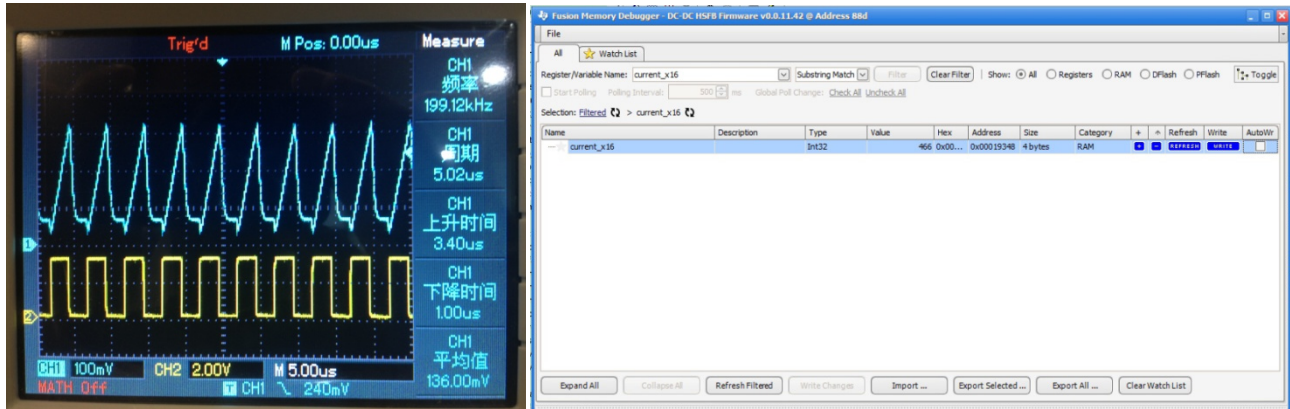 Trig'd
M Pos: 0.00us
Measure
CH1
频率
199.12kHz
CH1
周期
5.02us
CH1
上升时间
3.40us
CH1
下降时间
1.00us
CH1
平均值
136.00mV
1
2
CH1 100mV CH2 2.00V M 5.00us
MATH Off T CH1 240mV
Fusion Memory Debugger - DC-DC HSFB Firmware v0.0.11.42 @ Address 88d
File
All Watch List
Register/Variable Name: current_x16 Substring Match Filter Clear Filter Show: All Registers RAM DFlash PFlash Toggle
Start Polling Polling Interval: 500 ms Global Poll Change: Check All Uncheck All
Selection: Filtered > current_x16
Name Description Type Value Hex Address Size Category + ^ Refresh Write AutoWr
current_x16 Int32 466 0x00... 0x00019348 4 bytes RAM + - REFRESH WRITE
Expand All Collapse All Refresh Filtered Write Changes Import ... Export Selected ... Export All ... Clear Watch List